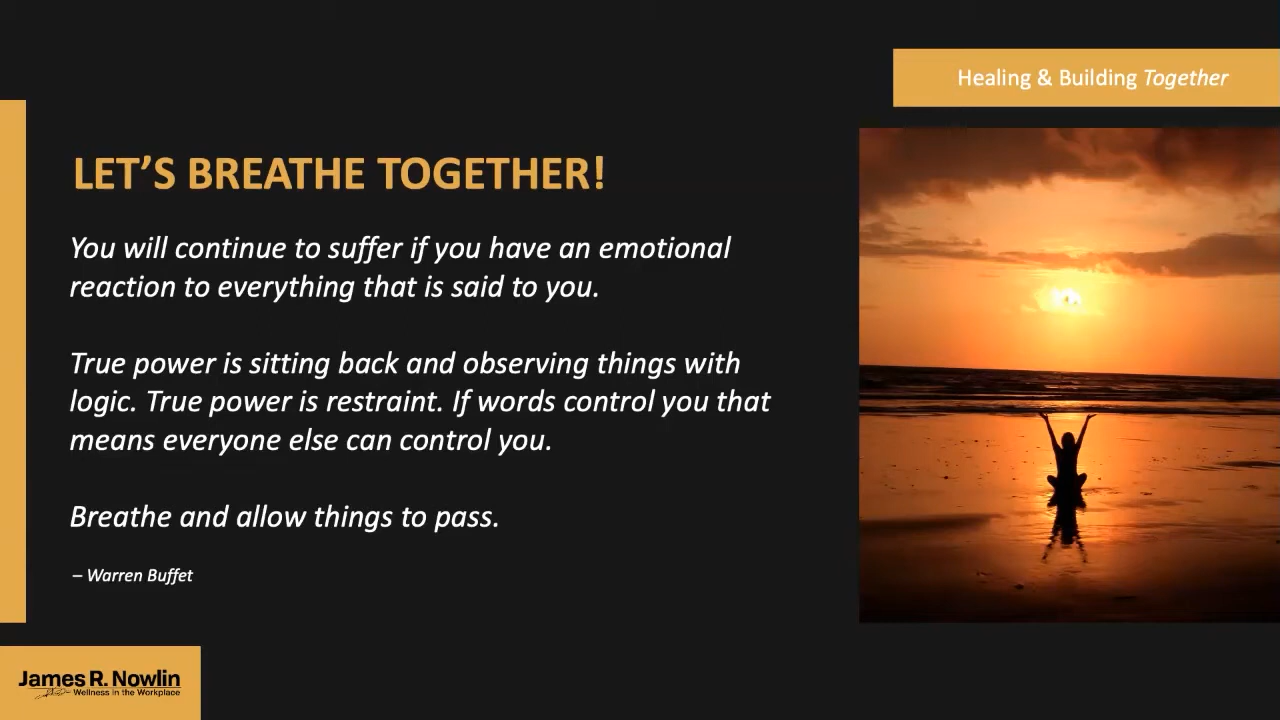 Healing & Building Together
LET’S BREATHE TOGETHER!
You will continue to suffer if you have an emotional
reaction to everything that is said to you.
True power is sitting back and observing things with
logic. True power is restraint. If words control you that
means everyone else can control you.
Breathe and allow things to pass.
– Warren Buffet
James R. Nowlin
Wellness in the Workplace